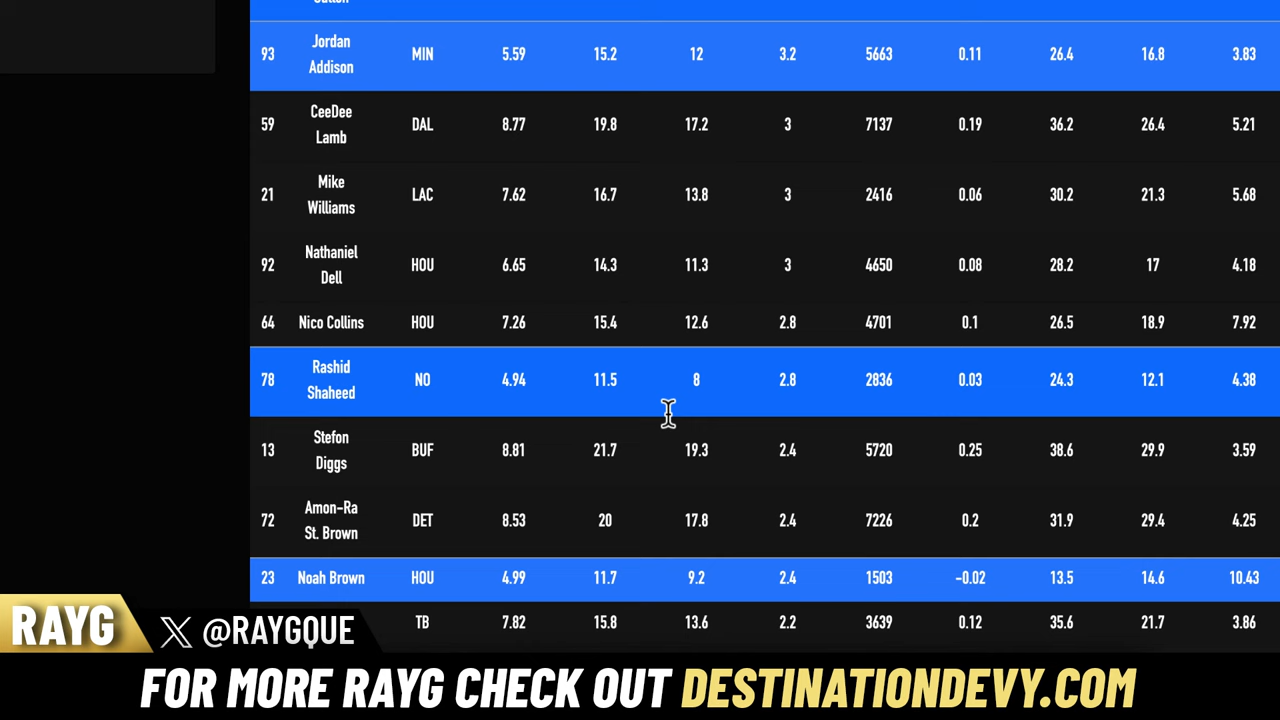 93 Jordan Addison MIN 5.59 15.2 12 3.2 5663 0.11 26.4 16.8 3.83
59 CeeDee Lamb DAL 8.77 19.8 17.2 3 7137 0.19 36.2 26.4 5.21
21 Mike Williams LAC 7.62 16.7 13.8 3 2416 0.06 30.2 21.3 5.68
92 Nathaniel Dell HOU 6.65 14.3 11.3 3 4650 0.08 28.2 17 4.18
64 Nico Collins HOU 7.26 15.4 12.6 2.8 4701 0.1 26.5 18.9 7.92
78 Rashid Shaheed NO 4.94 11.5 8 2.8 2836 0.03 24.3 12.1 4.38
13 Stefon Diggs BUF 8.81 21.7 19.3 2.4 5720 0.25 38.6 29.9 3.59
72 Amon-Ra St. Brown DET 8.53 20 17.8 2.4 7226 0.2 31.9 29.4 4.25
23 Noah Brown HOU 4.99 11.7 9.2 2.4 1503 -0.02 13.5 14.6 10.43
TB 7.82 15.8 13.6 2.2 3639 0.12 35.6 21.7 3.86
RAYG X @RAYGQUE
FOR MORE RAYG CHECK OUT DESTINATIONDEVY.COM